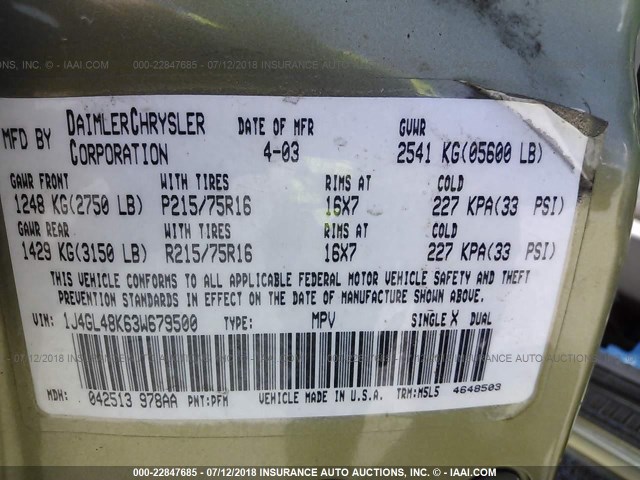 NS, INC. - IAAI.COM 000-22847685 - 07/12/2018 - INSURANCE AUTO AUCTIONS, INC. - IAAI.COM
MFD BY DAIMLERCHRYSLER CORPORATION DATE OF MFR 4-03 GVWR 2541 KG(05600 LB)
GAWR FRONT WITH TIRES RIMS AT COLD
1248 KG(2750 LB) P215/75R16 16X7 227 KPA(33 PSI)
GAWR REAR WITH TIRES RIMS AT COLD
1429 KG(3150 LB) R215/75R16 16X7 227 KPA(33 PSI)
THIS VEHICLE CONFORMS TO ALL APPLICABLE FEDERAL MOTOR VEHICLE SAFETY AND THEFT
PREVENTION STANDARDS IN EFFECT ON THE DATE OF MANUFACTURE SHOWN ABOVE.
VIN: 1J4GL48K63W679500 TYPE: MPV SINGLE X DUAL
MDH: 042513 978AA PNT:PFM VEHICLE MADE IN U.S.A. TRM:M5L5 4648503
000-22847685 - 07/12/2018 - INSURANCE AUTO AUCTIONS, INC. - IAAI.COM